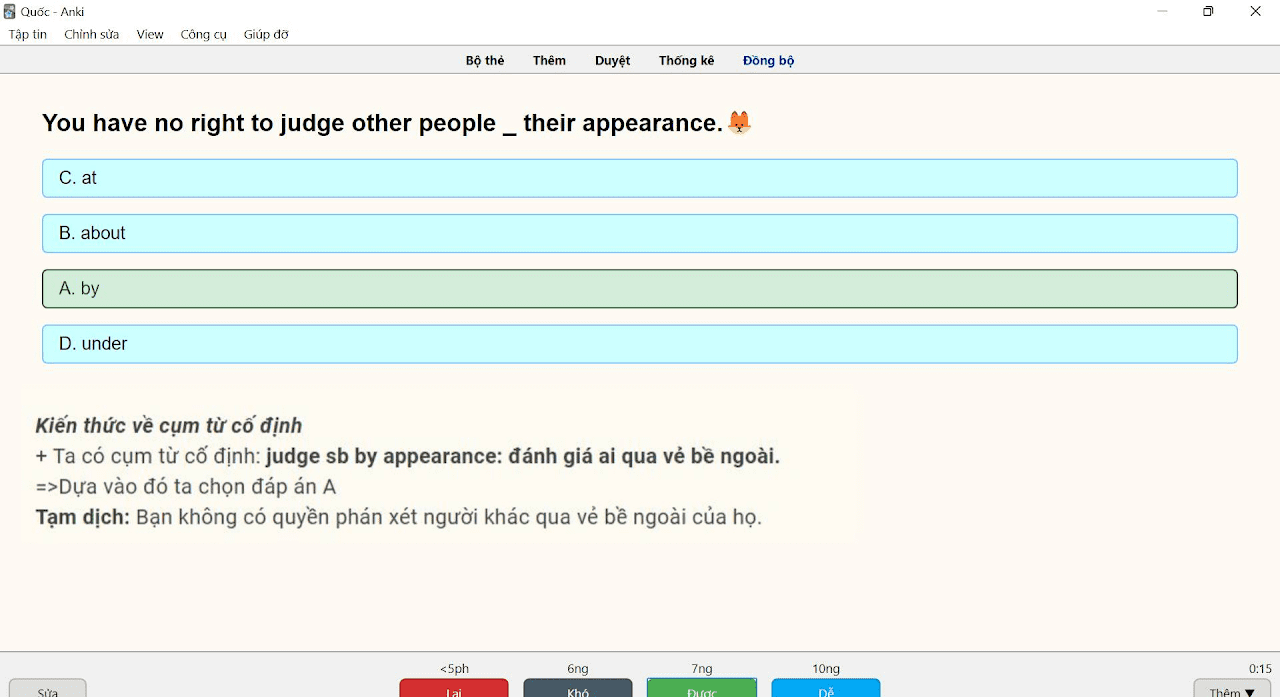 Quốc - Anki
Tập tin Chỉnh sửa View Công cụ Giúp đỡ
Bộ thẻ Thêm Duyệt Thống kê Đồng bộ
You have no right to judge other people _ their appearance.🦊
C. at
B. about
A. by
D. under
Kiến thức về cụm từ cố định
+ Ta có cụm từ cố định: judge sb by appearance: đánh giá ai qua vẻ bề ngoài.
=>Dựa vào đó ta chọn đáp án A
Tạm dịch: Bạn không có quyền phán xét người khác qua vẻ bề ngoài của họ.
<5ph 6ng 7ng 10ng 0:15
Sửa Lại Khó Được Dễ Thêm ▼